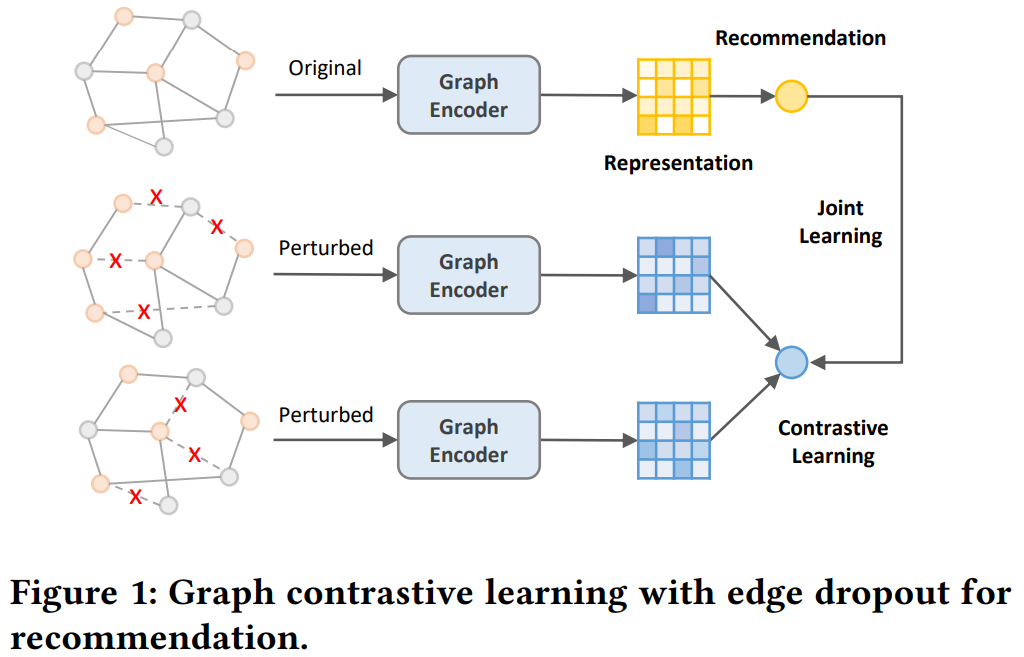 Recommendation
Original
Graph
Encoder
Representation
X
X
X
X
Perturbed
Graph
Encoder
Joint
Learning
X
X
X
Perturbed
Graph
Encoder
Contrastive
Learning
Figure 1: Graph contrastive learning with edge dropout for
recommendation.